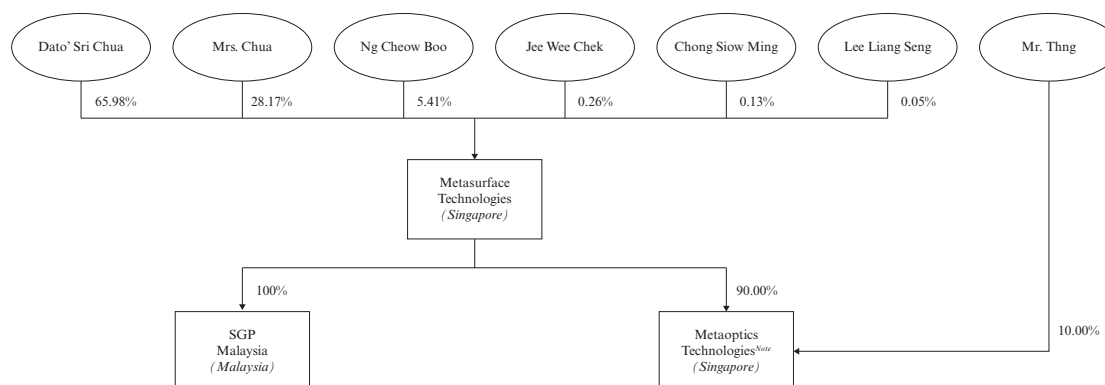 Dato' Sri Chua
Mrs. Chua
Ng Cheow Boo
Jee Wee Chek
Chong Siow Ming
Lee Liang Seng
Mr. Thng
65.98%
28.17%
5.41%
0.26%
0.13%
0.05%
Metasurface
Technologies
(Singapore)
100%
90.00%
SGP
Malaysia
(Malaysia)
Metaoptics
Technologies Note
(Singapore)
10.00%